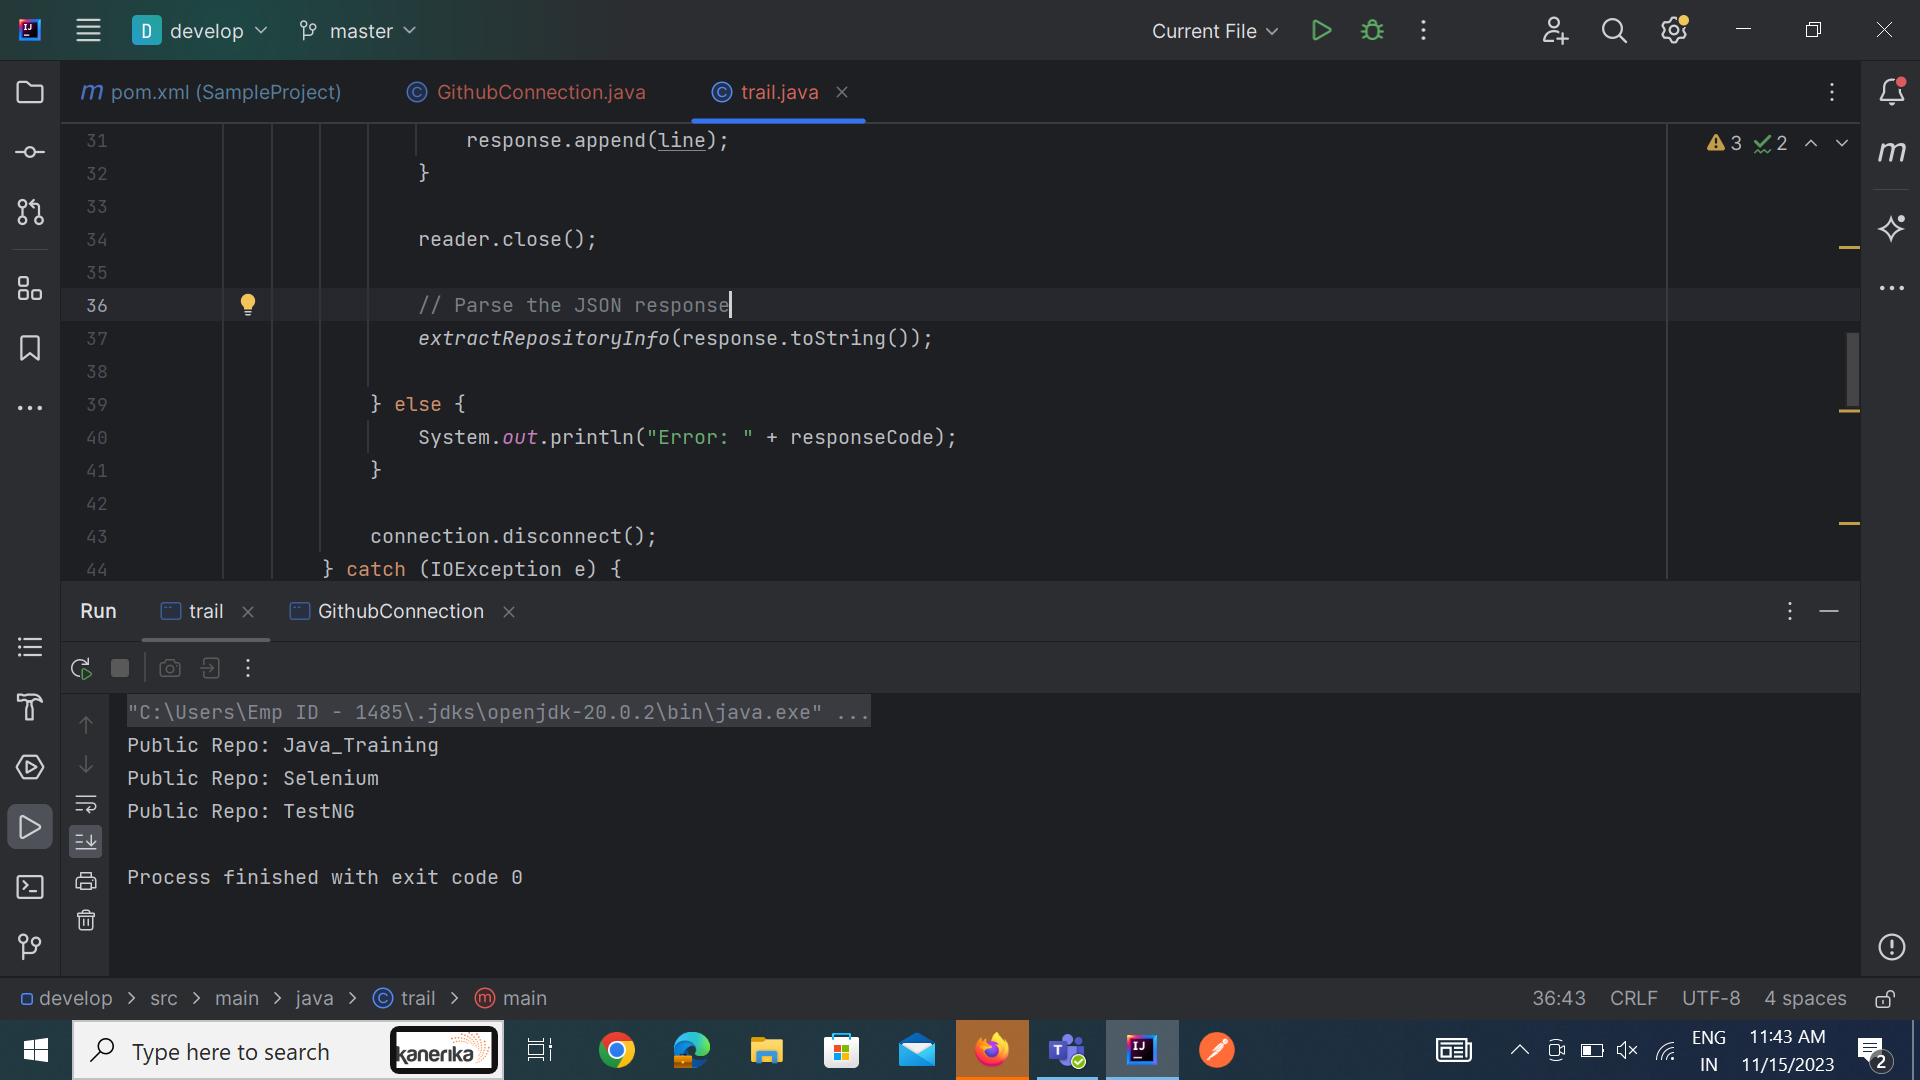 IJ D develop master Current File
m pom.xml (SampleProject) C GithubConnection.java C trail.java
31 response.append(line); 3 2
32 }
33
34 reader.close();
35
36 // Parse the JSON response
37 extractRepositoryInfo(response.toString());
38
39 } else {
40 System.out.println("Error: " + responseCode);
41 }
42
43 connection.disconnect();
44 } catch (IOException e) {
m
Run trail GithubConnection
"C:\Users\Emp ID - 1485\.jdks\openjdk-20.0.2\bin\java.exe" ...
Public Repo: Java_Training
Public Repo: Selenium
Public Repo: TestNG
Process finished with exit code 0
develop > src > main > java > C trail > m main 36:43 CRLF UTF-8 4 spaces
Type here to search kanerika T IJ ENG 11:43 AM
IN 11/15/2023 2